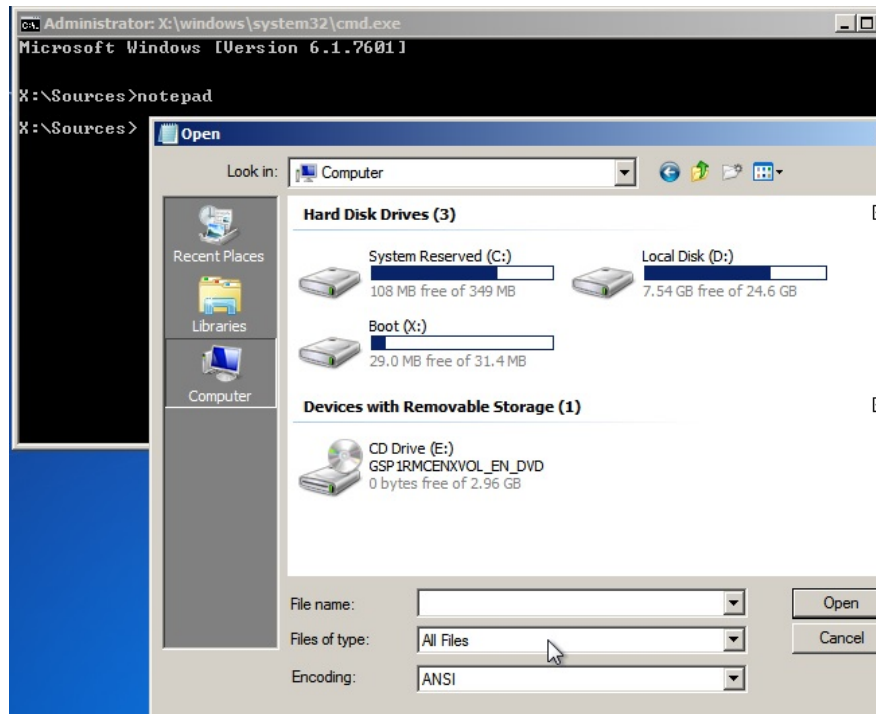 Administrator: X:\windows\system32\cmd.exe
Microsoft Windows [Version 6.1.7601]
X:\Sources>notepad
X:\Sources>
Open
Look in:
Computer
Recent Places
Libraries
Computer
Hard Disk Drives (3)
System Reserved (C:)
108 MB free of 349 MB
Local Disk (D:)
7.54 GB free of 24.6 GB
Boot (X:)
29.0 MB free of 31.4 MB
Devices with Removable Storage (1)
CD Drive (E:)
GSP1RMCENXVOL_EN_DVD
0 bytes free of 2.96 GB
File name:
Open
Files of type:
All Files
Cancel
Encoding:
ANSI